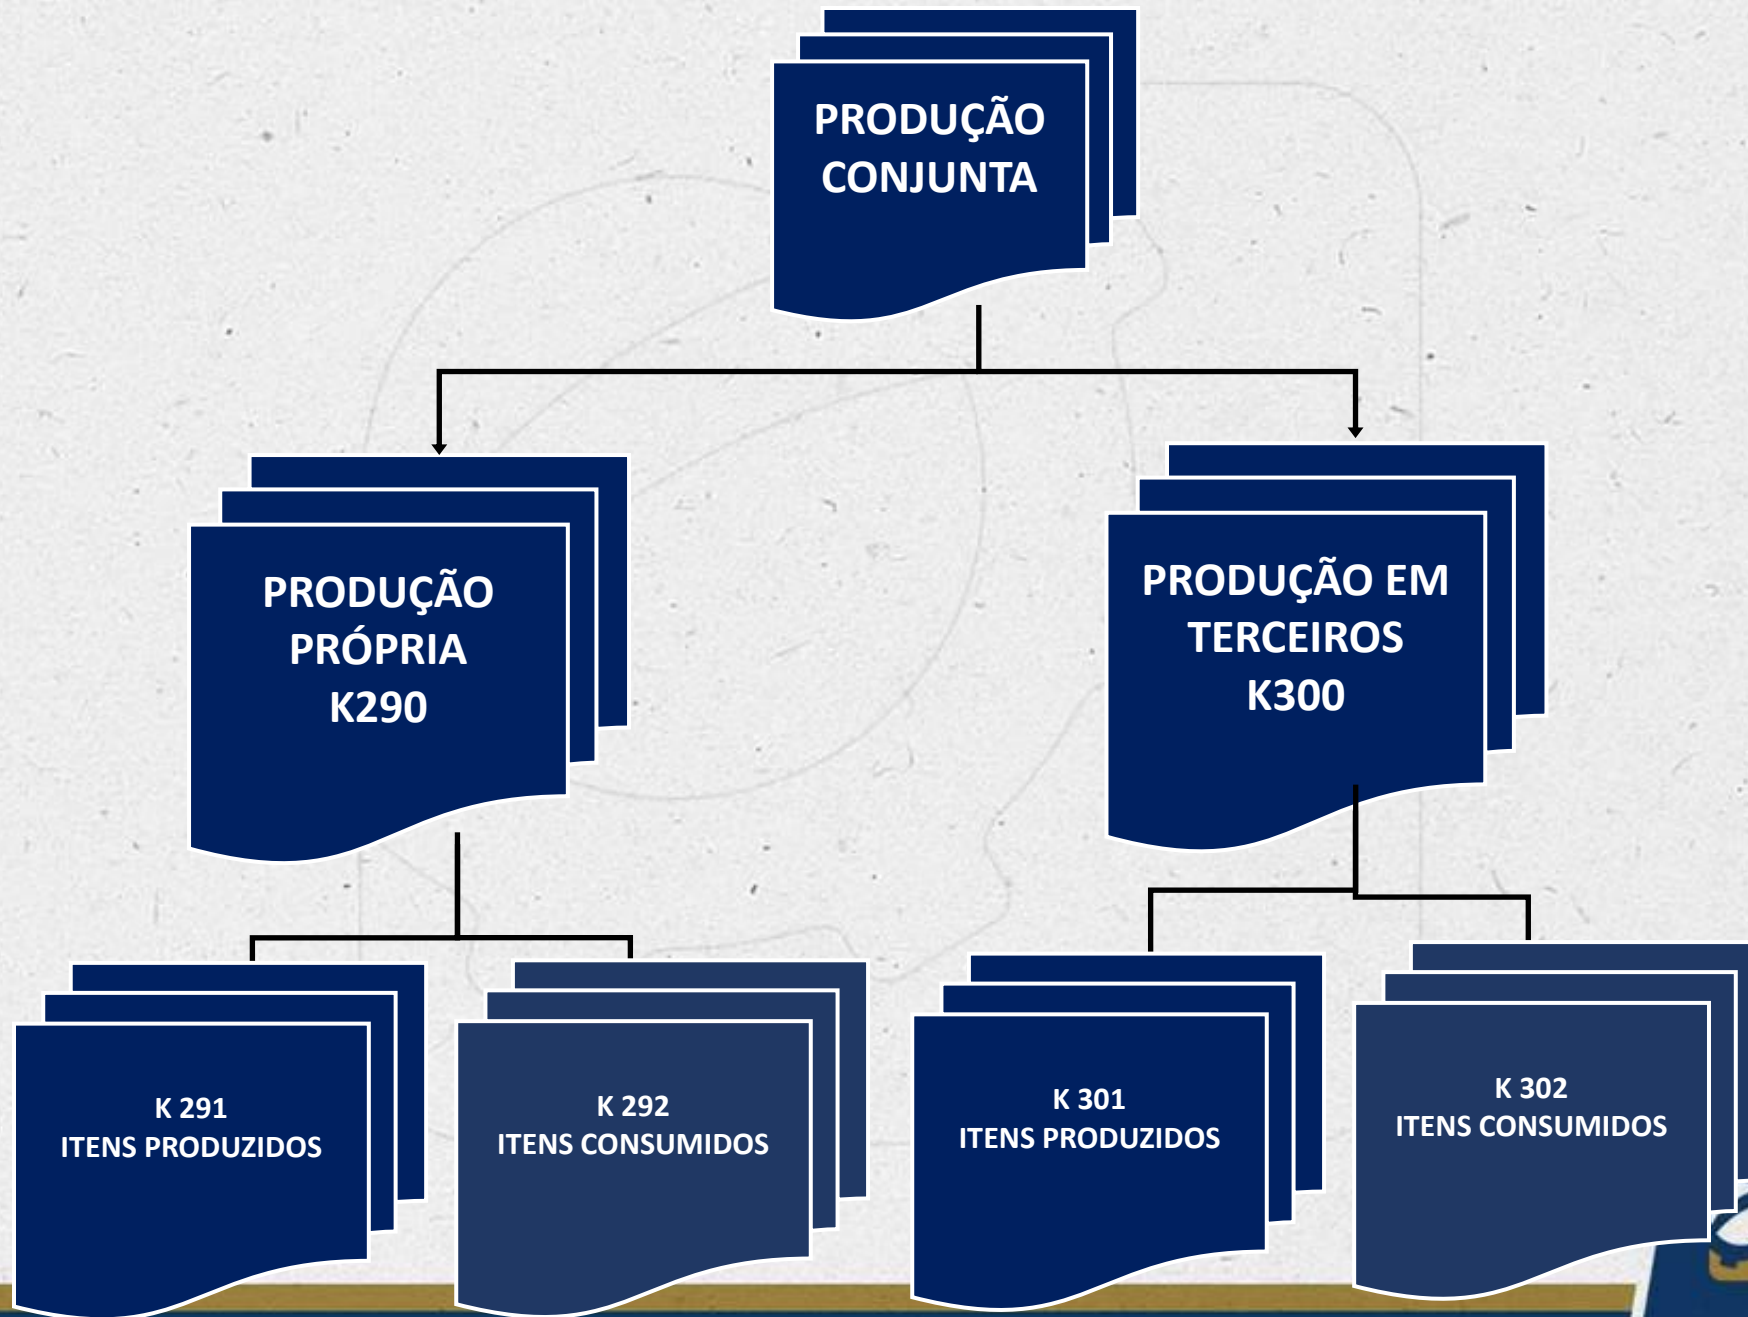 PRODUÇÃO
CONJUNTA
PRODUÇÃO
PRÓPRIA
K290
PRODUÇÃO EM
TERCEIROS
K300
K 291
ITENS PRODUZIDOS
K 292
ITENS CONSUMIDOS
K 301
ITENS PRODUZIDOS
K 302
ITENS CONSUMIDOS